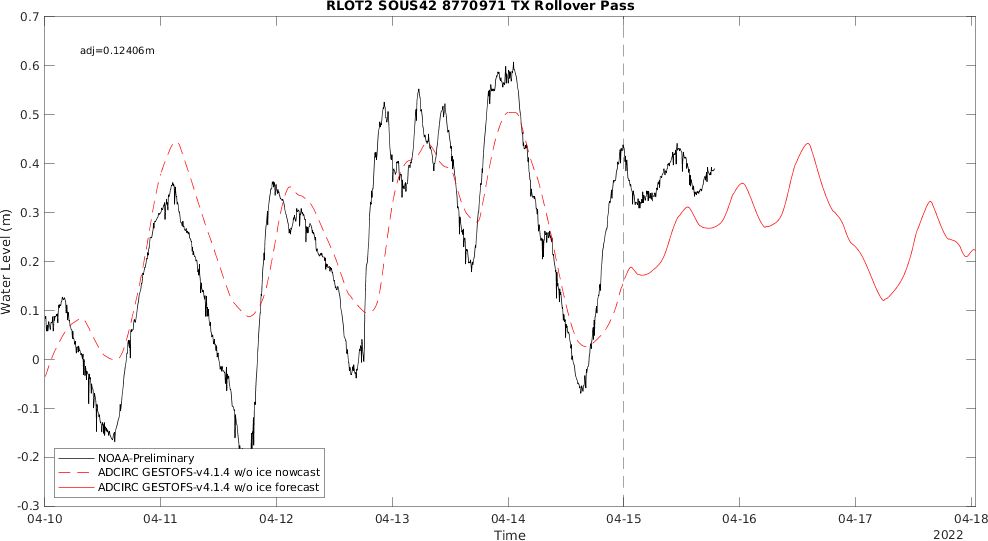 RLOT2 SOUS42 8770971 TX Rollover Pass
adj=0.12406m
0.7
0.6
0.5
0.4
0.3
0.2
0.1
0
-0.1
-0.2
-0.3
Water Level (m)
NOAA-Preliminary
ADCIRC GESTOFS-v4.1.4 w/o ice nowcast
ADCIRC GESTOFS-v4.1.4 w/o ice forecast
04-10 04-11 04-12 04-13 04-14 04-15 04-16 04-17 04-18
Time
2022